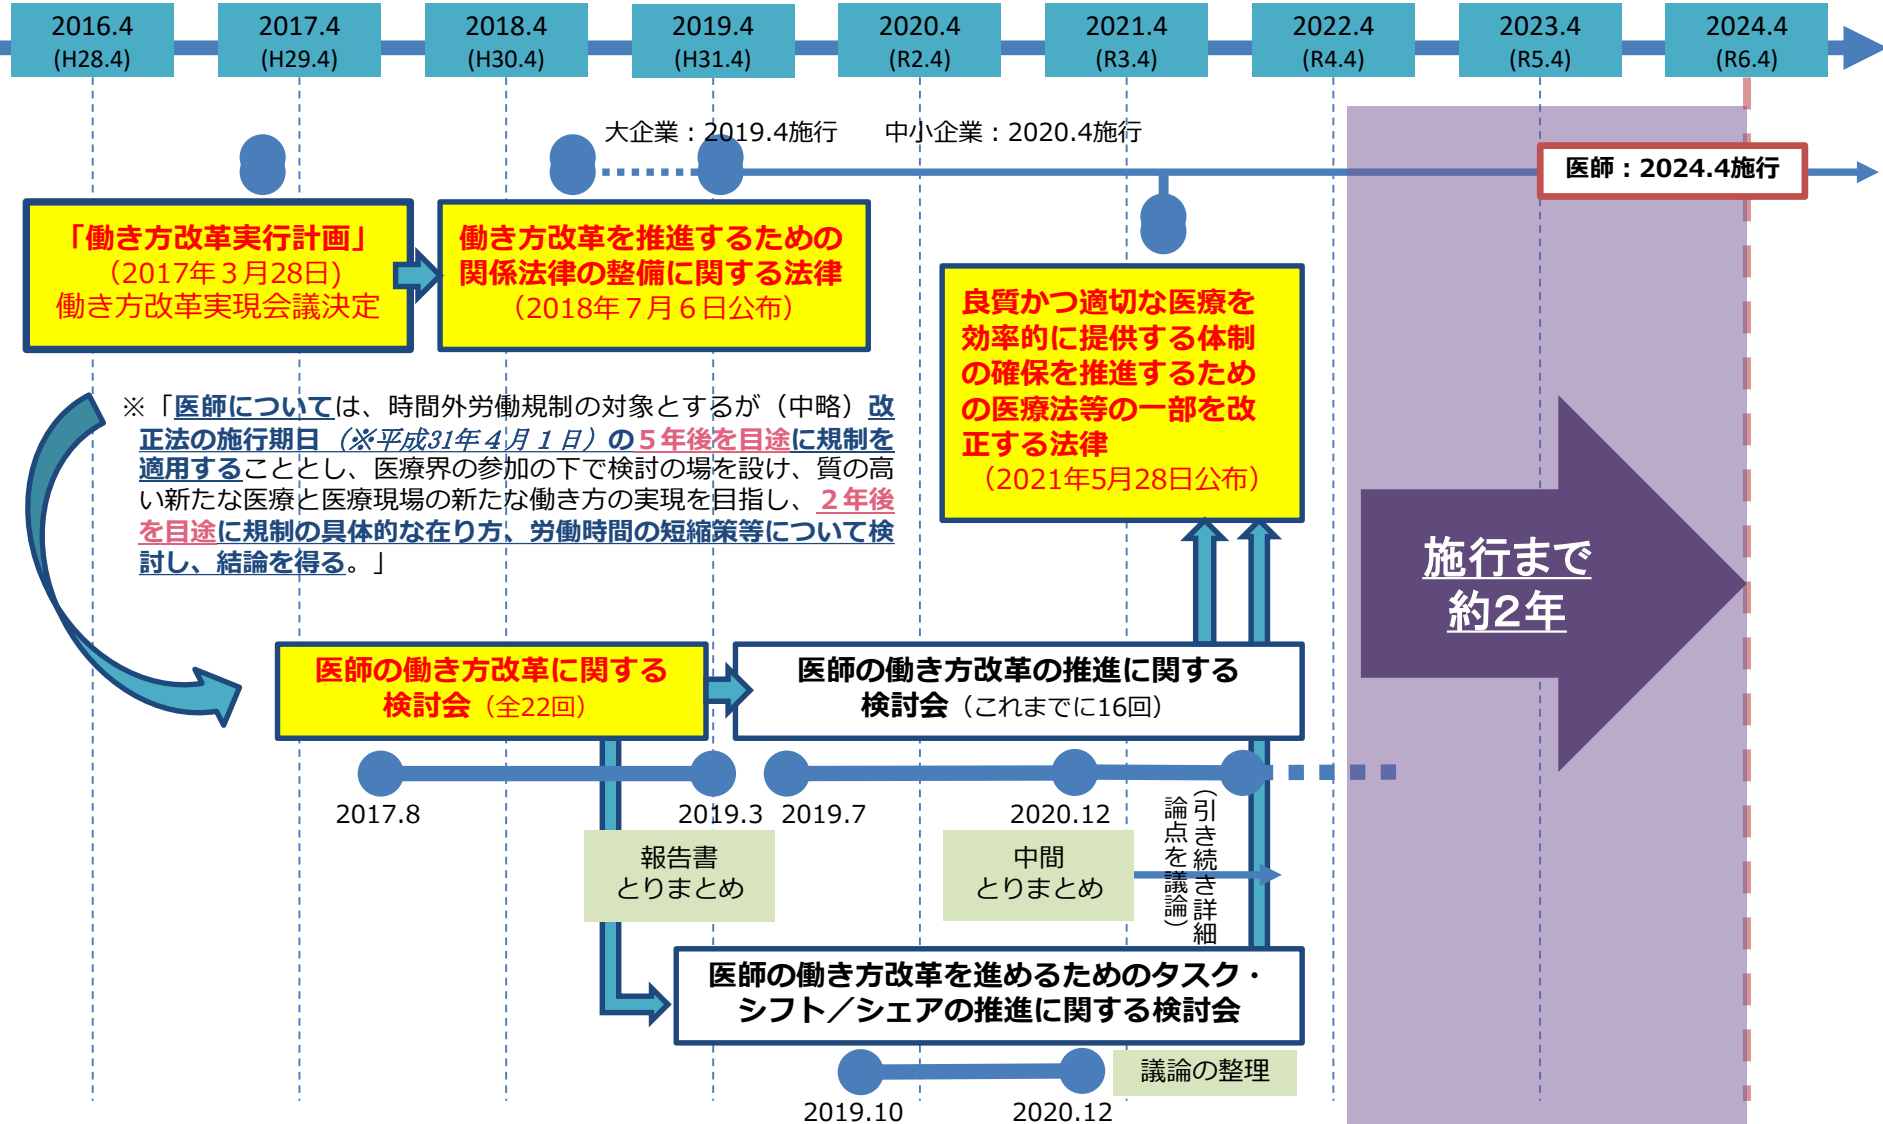 2016.4
(H28.4)
2017.4
(H29.4)
2018.4
(H30.4)
2019.4
(H31.4)
2020.4
(R2.4)
2021.4
(R3.4)
2022.4
(R4.4)
2023.4
(R5.4)
2024.4
(R6.4)
大企業：2019.4施行　　中小企業：2020.4施行
医師：2024.4施行
「働き方改革実行計画」
（2017年３月28日)
働き方改革実現会議決定
働き方改革を推進するための
関係法律の整備に関する法律
（2018年７月６日公布）
良質かつ適切な医療を
効率的に提供する体制
の確保を推進するため
の医療法等の一部を改
正する法律
（2021年5月28日公布）
※「医師については、時間外労働規制の対象とするが（中略）改
正法の施行期日（※平成31年４月１日）の５年後を目途に規制を
適用することとし、医療界の参加の下で検討の場を設け、質の高
い新たな医療と医療現場の新たな働き方の実現を目指し、２年後
を目途に規制の具体的な在り方、労働時間の短縮策等について検
討し、結論を得る。」
施行まで
約2年
医師の働き方改革に関する
検討会（全22回）
医師の働き方改革の推進に関する
検討会（これまでに16回）
2017.8
2019.3
2019.7
2020.12
（引き続き詳細
論点を議論）
報告書
とりまとめ
中間
とりまとめ
医師の働き方改革を進めるためのタスク・
シフト／シェアの推進に関する検討会
議論の整理
2019.10
2020.12